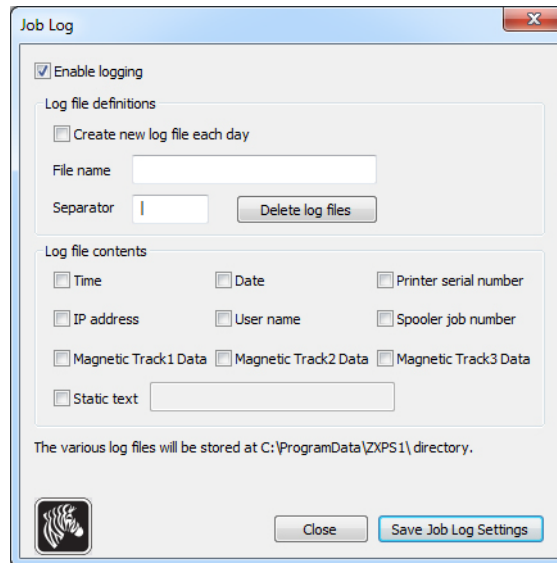 Job Log
Enable logging
Log file definitions
Create new log file each day
File name
Separator
Delete log files
Log file contents
Time Date Printer serial number
IP address User name Spooler job number
Magnetic Track1 Data Magnetic Track2 Data Magnetic Track3 Data
Static text
The various log files will be stored at C:\ProgramData\ZXPS1\ directory.
Close Save Job Log Settings